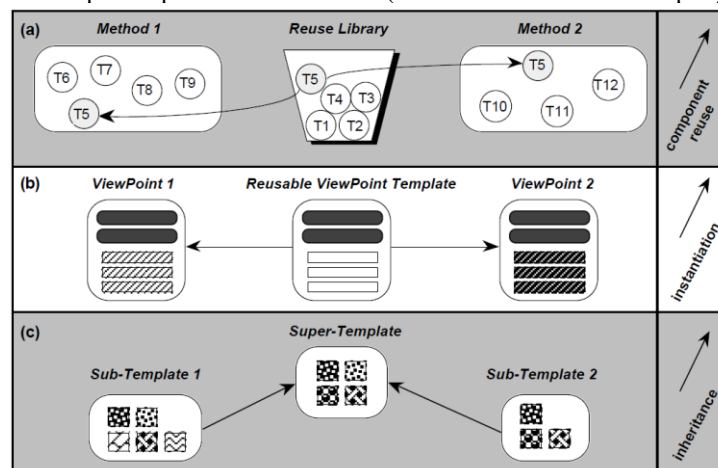 (a)
Method 1
Reuse Library
Method 2
T6
T7
T8
T9
T5
T5
T4
T3
T1
T2
T5
T10
T11
T12
component
reuse
(b)
ViewPoint 1
Reusable ViewPoint Template
ViewPoint 2
instantiation
(c)
Super-Template
Sub-Template 1
Sub-Template 2
inheritance